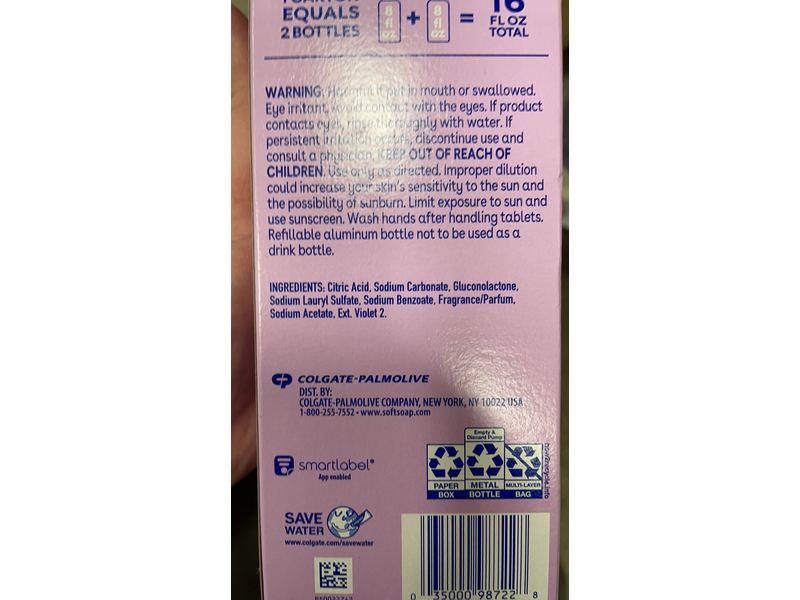 EQUALS
2 BOTTLES
8
fl
oz
+
8
fl
oz
=
16
FL OZ
TOTAL
WARNING: Harmful if put in mouth or swallowed.
Eye irritant. Avoid contact with the eyes. If product
contacts eyes, rinse thoroughly with water. If
persistent irritation occurs, discontinue use and
consult a physician. KEEP OUT OF REACH OF
CHILDREN. Use only as directed. Improper dilution
could increase your skin's sensitivity to the sun and
the possibility of sunburn. Limit exposure to sun and
use sunscreen. Wash hands after handling tablets.
Refillable aluminum bottle not to be used as a
drink bottle.
INGREDIENTS: Citric Acid, Sodium Carbonate, Gluconolactone,
Sodium Lauryl Sulfate, Sodium Benzoate, Fragrance/Parfum,
Sodium Acetate, Ext. Violet 2.
CP COLGATE-PALMOLIVE
DIST. BY:
COLGATE-PALMOLIVE COMPANY, NEW YORK, NY 10022 USA
1-800-255-7552 • www.softsoap.com
smartlabel®
App enabled
Empty &
Discard Pump
PAPER
BOX
METAL
BOTTLE
MULTI-LAYER
BAG
how2recycle.info
SAVE
WATER
www.colgate.com/savewater
0 35000 98722 8